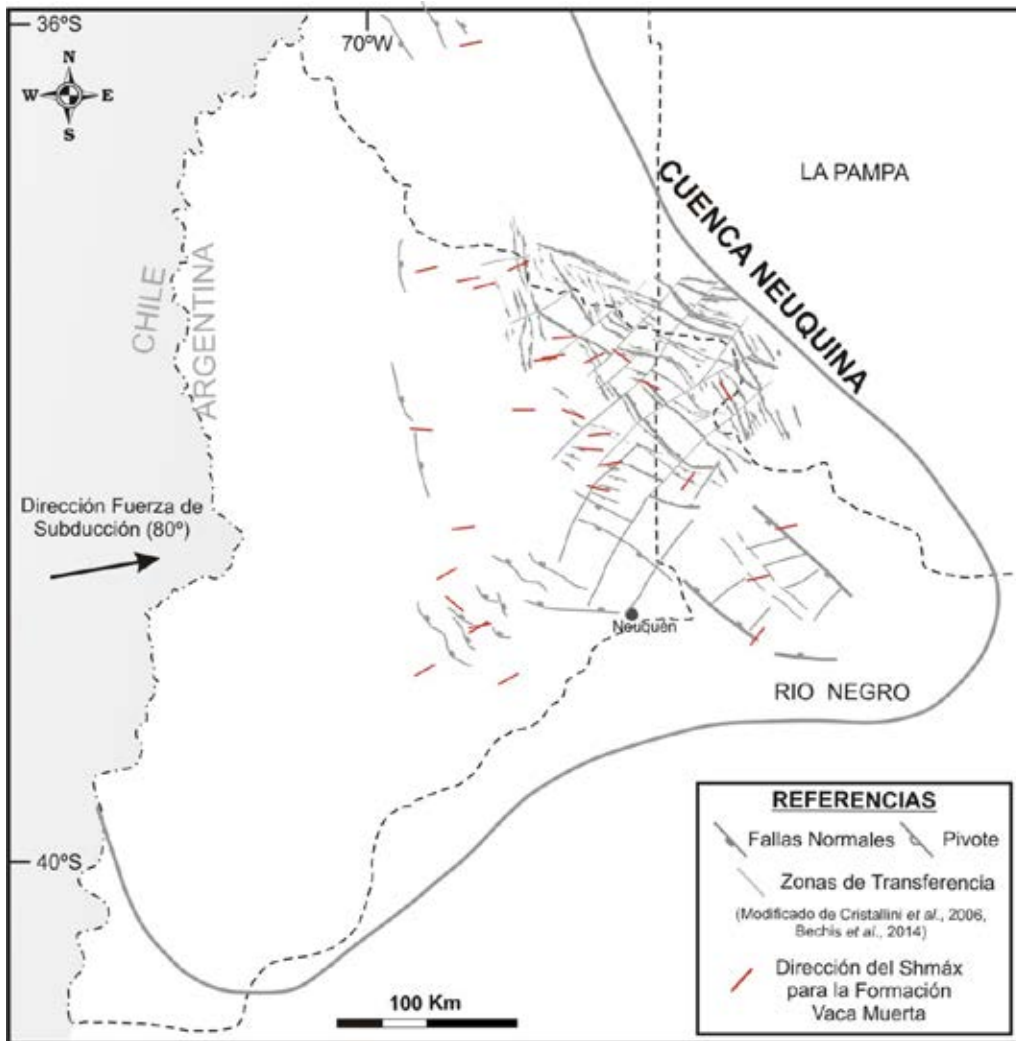 36ºS
70ºW
N
W E
S
LA PAMPA
CUENCA NEUQUINA
CHILE
ARGENTINA
Dirección Fuerza de
Subducción (80º)
Neuquén
RIO NEGRO
40ºS
100 Km
REFERENCIAS
Fallas Normales Pivote
Zonas de Transferencia
(Modificado de Cristallini et al., 2006,
Bechis et al., 2014)
Dirección del Shmáx
para la Formación
Vaca Muerta